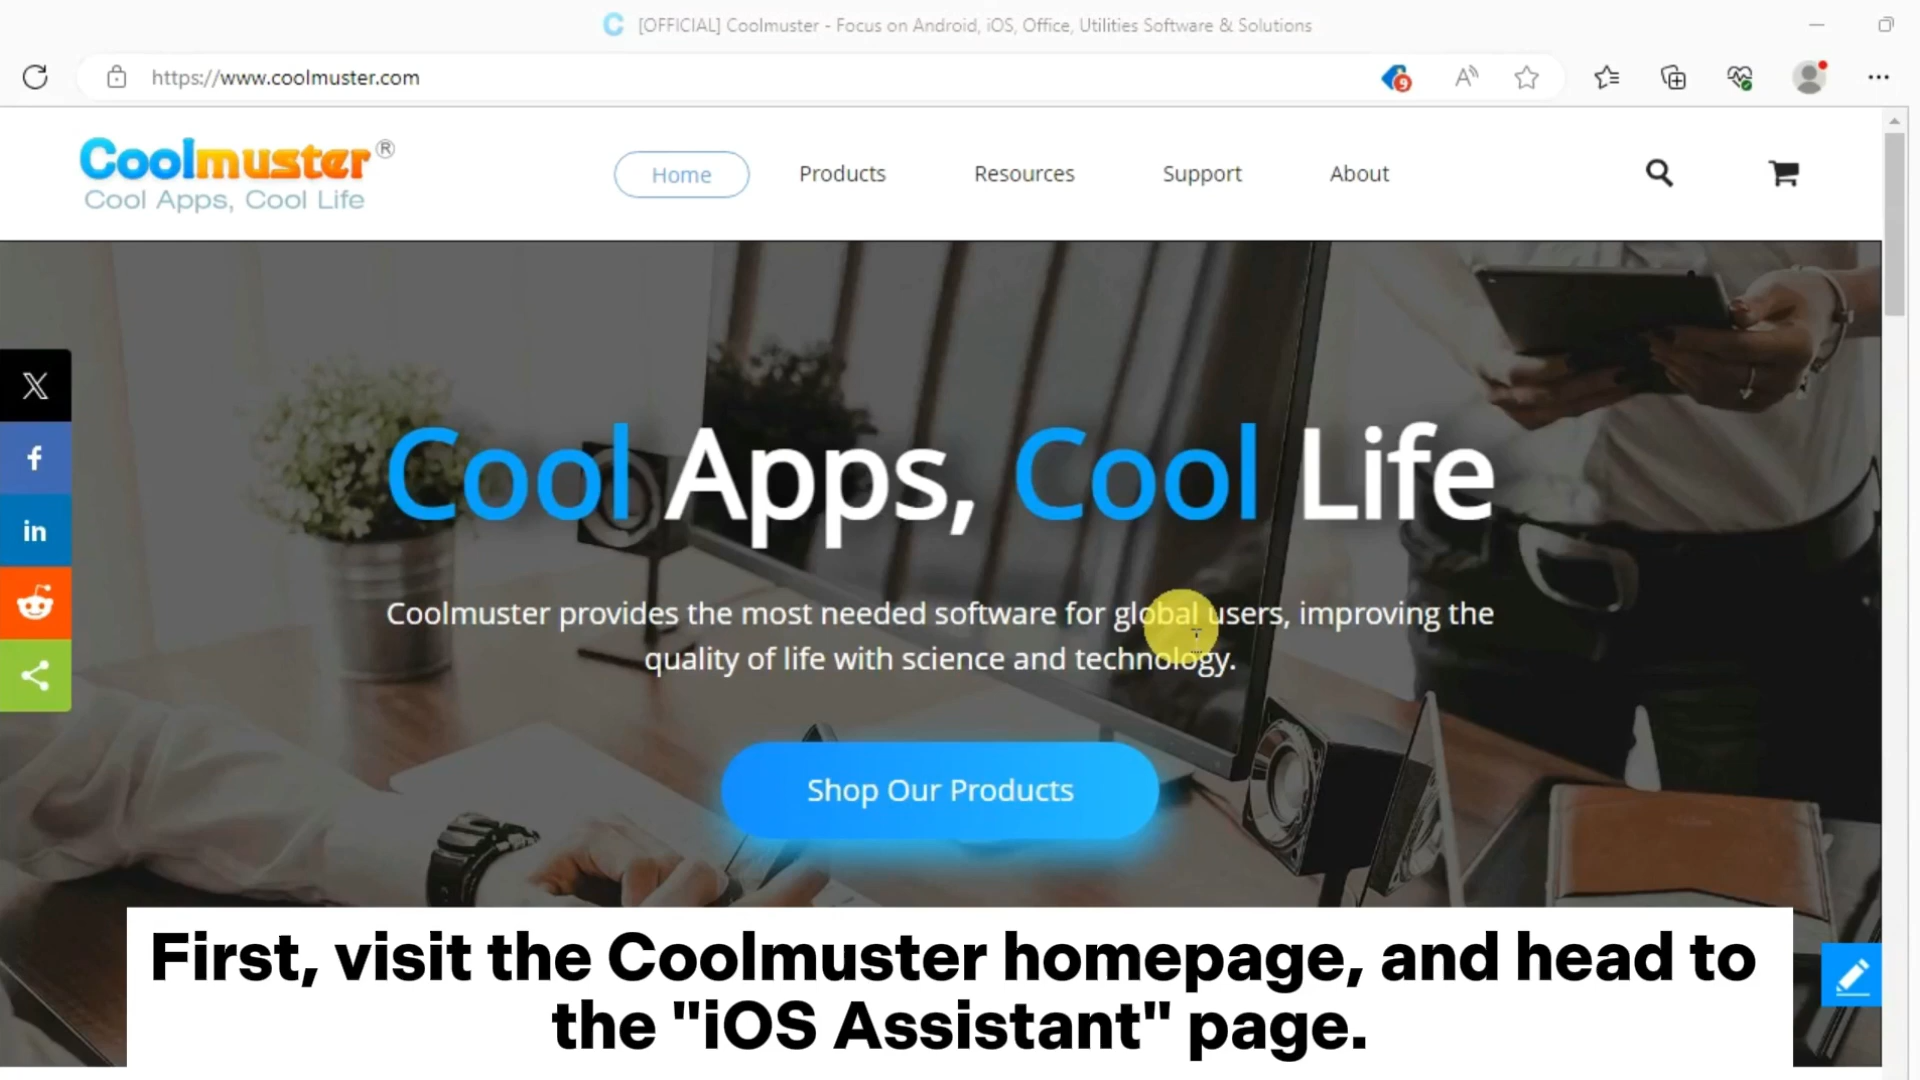 [OFFICIAL] Coolmuster - Focus on Android, iOS, Office, Utilities Software & Solutions
https://www.coolmuster.com
9
A
Coolmuster®
Cool Apps, Cool Life
Home
Products
Resources
Support
About
X
f
in
Cool Apps, Cool Life
Coolmuster provides the most needed software for global users, improving the
quality of life with science and technology.
Shop Our Products
First, visit the Coolmuster homepage, and head to
the "iOS Assistant" page.